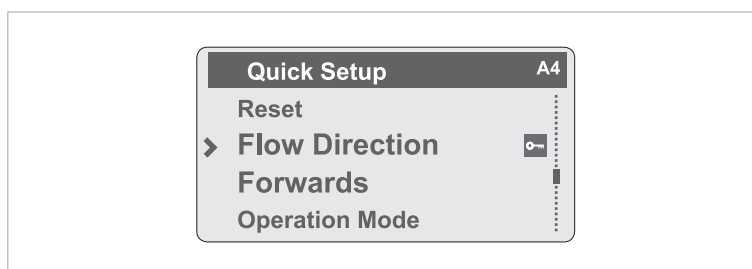 Quick Setup A4
Reset
Flow Direction
Forwards
Operation Mode